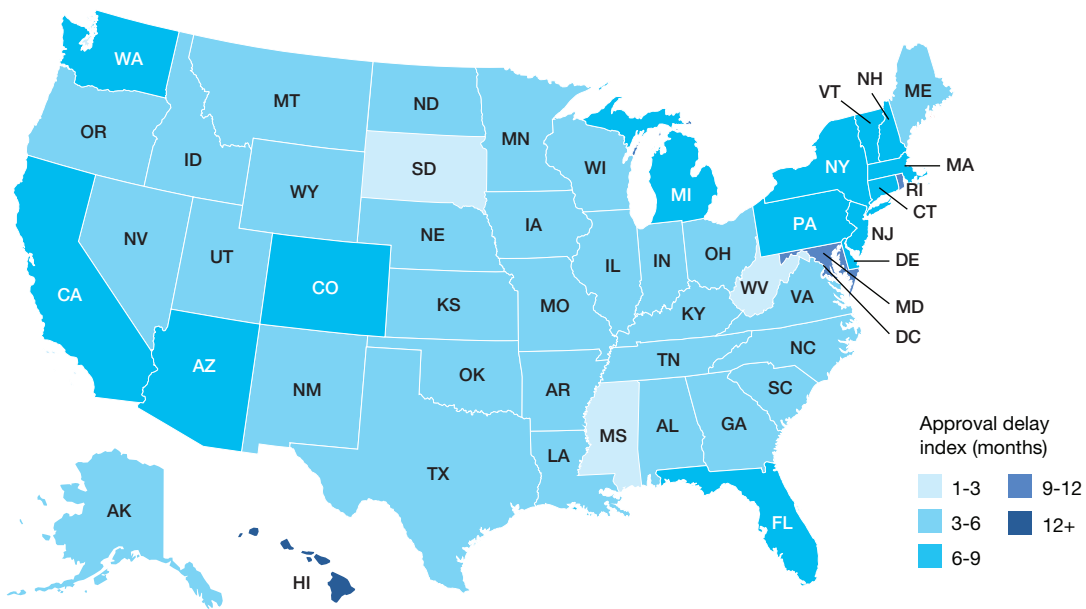 WA
MT
ND
MN
OR
ID
SD
WI
WY
MI
NH
VT
ME
NY
MA
RI
CT
NV
UT
CO
NE
IA
IL
IN
OH
PA
NJ
DE
CA
KS
MO
WV
VA
MD
DC
KY
AZ
NM
OK
AR
TN
NC
SC
MS
AL
GA
TX
LA
FL
AK
HI
Approval delay
index (months)
1-3
9-12
3-6
12+
6-9